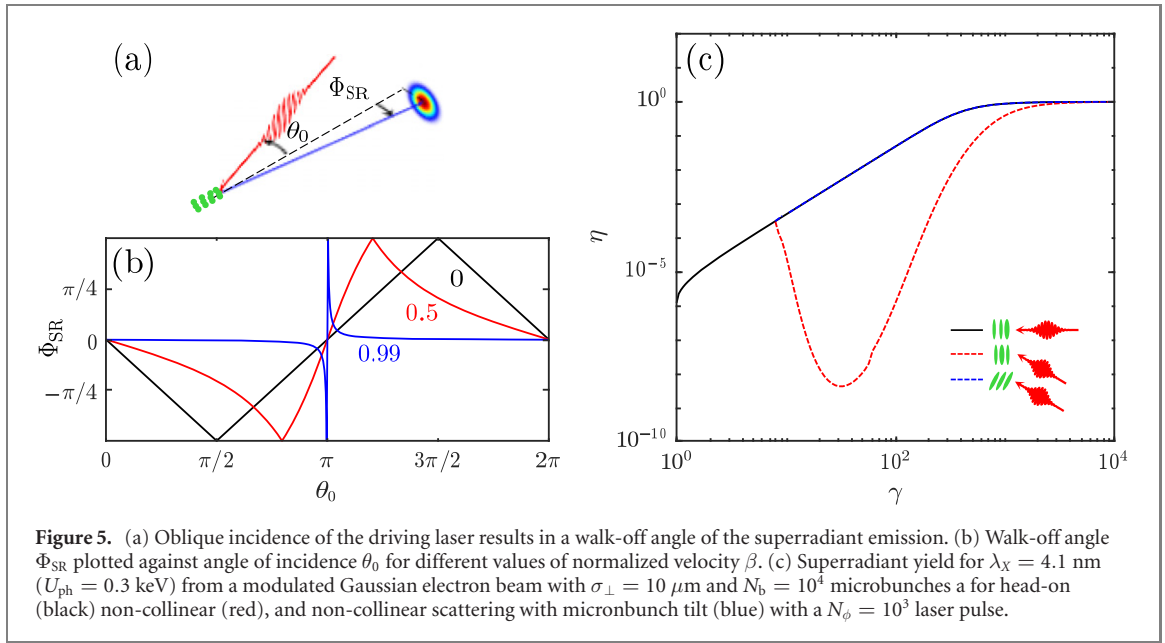 (a)
Φ_SR
θ_0
(b)
π/4
0
−π/4
Φ_SR
0
0.5
0.99
0 π/2 π 3π/2 2π
θ_0
(c)
10^0
10^−5
10^−10
η
10^0 10^2 10^4
γ
Figure 5. (a) Oblique incidence of the driving laser results in a walk-off angle of the superradiant emission. (b) Walk-off angle
Φ_SR plotted against angle of incidence θ_0 for different values of normalized velocity β. (c) Superradiant yield for λ_X = 4.1 nm
(U_ph = 0.3 keV) from a modulated Gaussian electron beam with σ_⊥ = 10 μm and N_b = 10^4 microbunches a for head-on
(black) non-collinear (red), and non-collinear scattering with micronbunch tilt (blue) with a N_ϕ = 10^3 laser pulse.